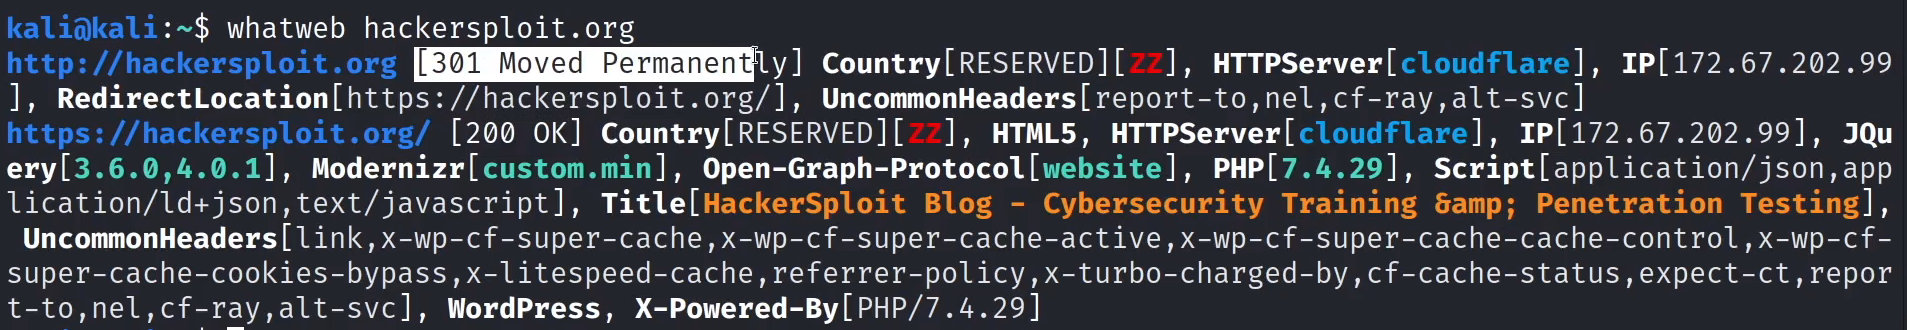 kali@kali:~$ whatweb hackersploit.org
http://hackersploit.org [301 Moved Permanently] Country[RESERVED][ZZ], HTTPServer[cloudflare], IP[172.67.202.99
], RedirectLocation[https://hackersploit.org/], UncommonHeaders[report-to,nel,cf-ray,alt-svc]
https://hackersploit.org/ [200 OK] Country[RESERVED][ZZ], HTML5, HTTPServer[cloudflare], IP[172.67.202.99], JQu
ery[3.6.0,4.0.1], Modernizr[custom.min], Open-Graph-Protocol[website], PHP[7.4.29], Script[application/json,app
lication/ld+json,text/javascript], Title[HackerSploit Blog - Cybersecurity Training &amp; Penetration Testing],
UncommonHeaders[link,x-wp-cf-super-cache,x-wp-cf-super-cache-active,x-wp-cf-super-cache-cache-control,x-wp-cf-
super-cache-cookies-bypass,x-litespeed-cache,referrer-policy,x-turbo-charged-by,cf-cache-status,expect-ct,repor
t-to,nel,cf-ray,alt-svc], WordPress, X-Powered-By[PHP/7.4.29]